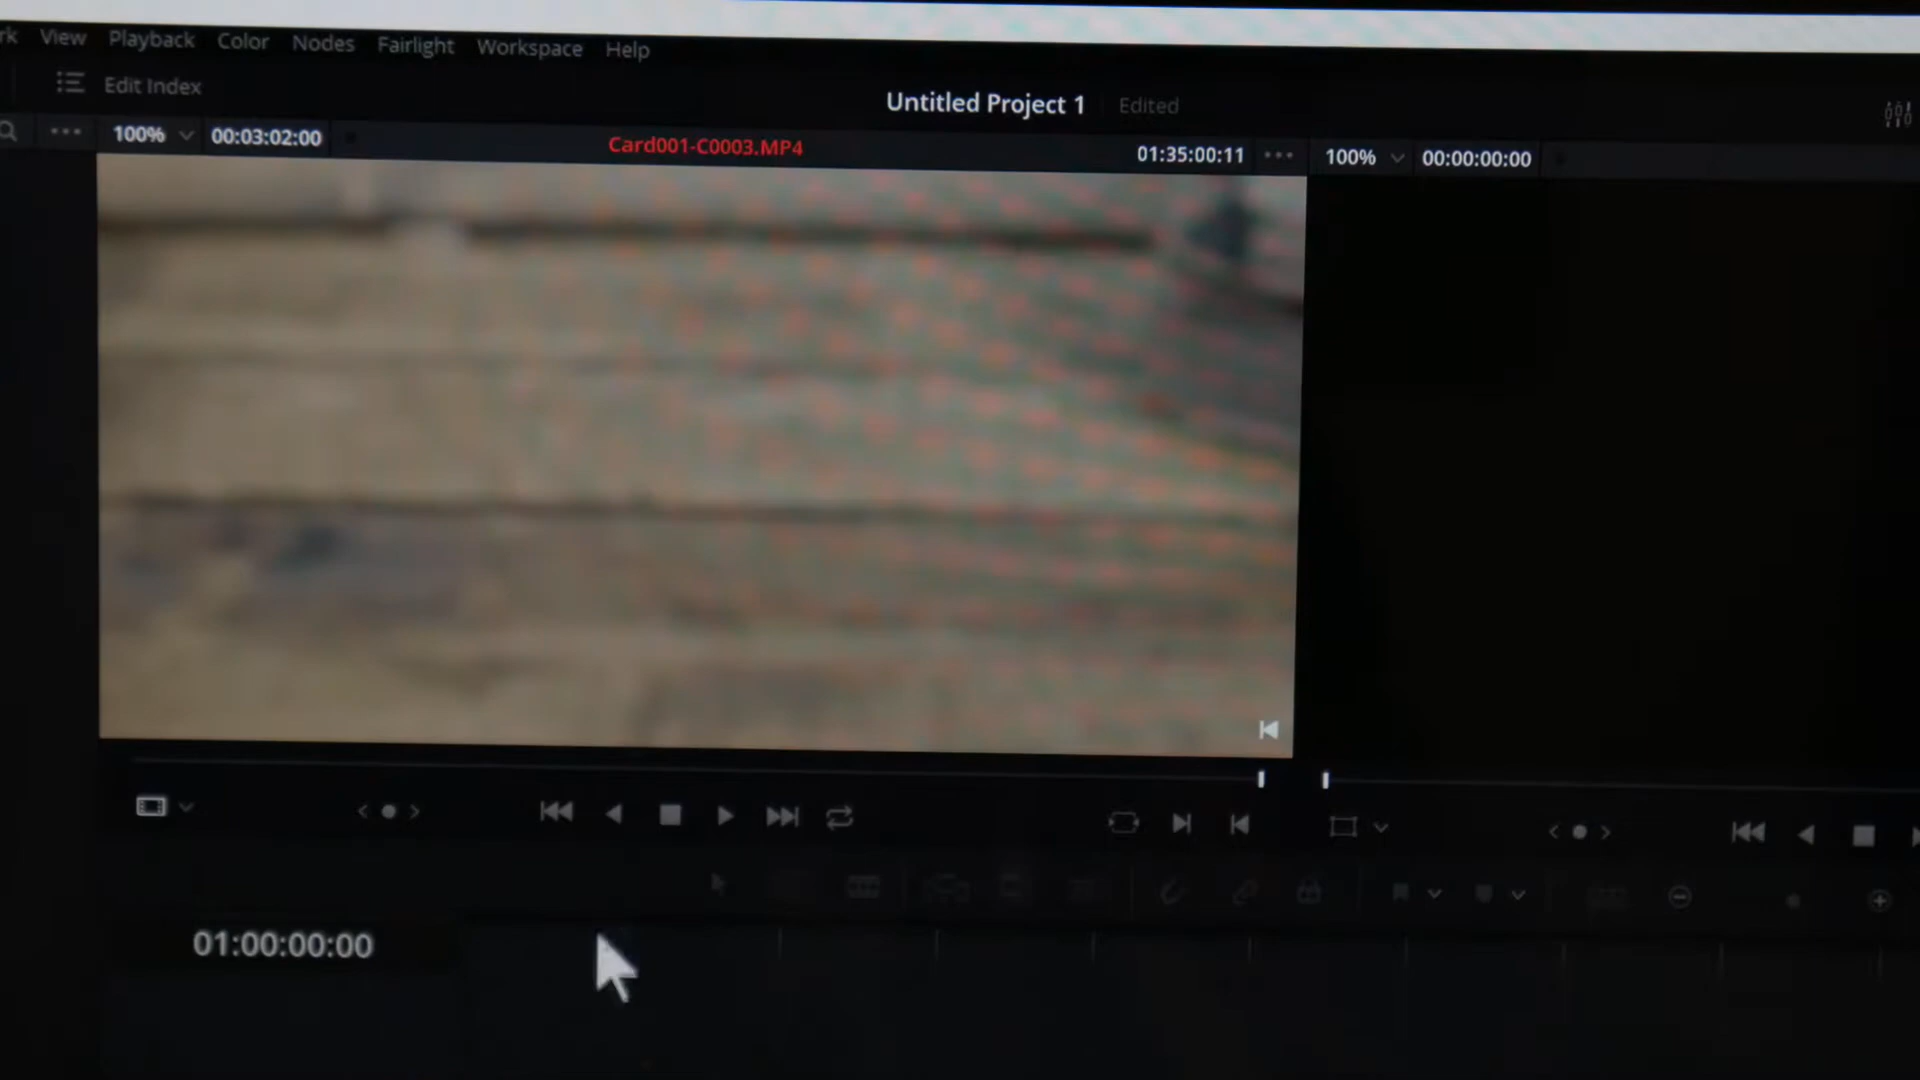 rk View Playback Color Nodes Fairlight Workspace Help
Edit Index
Untitled Project 1 Edited
100% 00:03:02:00 Card001-C0003.MP4 01:35:00:11 100% 00:00:00:00
01:00:00:00